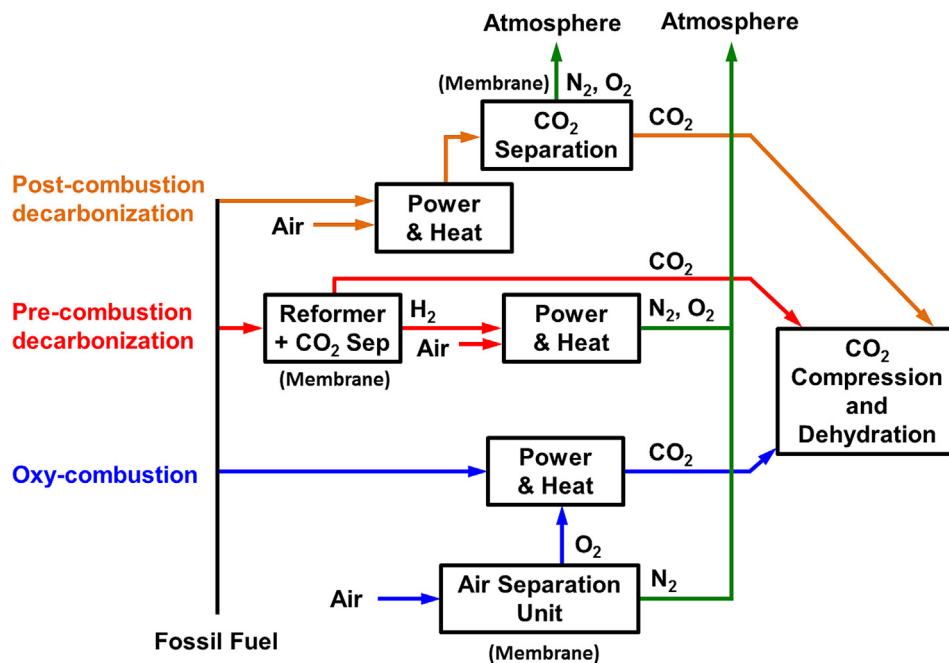 Atmosphere
Atmosphere
(Membrane)
N₂, O₂
CO₂
Separation
CO₂
Post-combustion
decarbonization
Power
& Heat
Air
CO₂
Pre-combustion
decarbonization
Reformer
+ CO₂ Sep
(Membrane)
H₂
Air
Power
& Heat
N₂, O₂
CO₂
Compression
and
Dehydration
Oxy-combustion
Power
& Heat
CO₂
O₂
Air
Air Separation
Unit
N₂
(Membrane)
Fossil Fuel